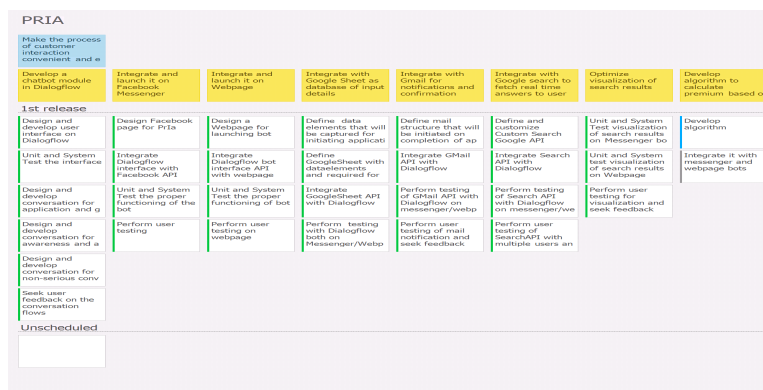 PRIA
Make the process
of customer
interaction
convenient and e
Develop a
chatbot module
in Dialogflow
Integrate and
launch it on
Facebook
Messenger
Integrate and
launch it on
Webpage
Integrate with
Google Sheet as
database of input
details
Integrate with
Gmail for
notifications and
confirmation
Integrate with
Google search to
fetch real time
answers to user
Optimize
visualization of
search results
Develop
algorithm to
calculate
premium based o
1st release
Design and
develop user
interface on
Dialogflow
Design Facebook
page for PrIa
Design a
Webpage for
launching bot
Define data
elements that will
be captured for
initiating applicati
Define mail
structure that will
be initiated on
completion of ap
Define and
customize
Custom Search
Google API
Unit and System
Test visualization
of search results
on Messenger bo
Develop
algorithm
Unit and System
Test the interface
Integrate
Dialogflow
interface with
Facebook API
Integrate
Dialogflow bot
interface API
with webpage
Define
GoogleSheet with
dataelements
and required for
Integrate GMail
API with
Dialogflow
Integrate Search
API with
Dialogflow
Unit and System
test visualization
of search results
on Webpage
Integrate it with
messenger and
webpage bots
Design and
develop
conversation for
application and g
Unit and System
Test the proper
functioning of the
bot
Unit and System
Test the proper
functioning of bot
Integrate
GoogleSheet API
with Dialogflow
Perform testing
of GMail API with
Dialogflow on
messenger/webp
Perform testing
of Search API
with Dialogflow
on messenger/we
Perform user
testing for
visualization and
seek feedback
Design and
develop
conversation for
awareness and a
Perform user
testing
Perform user
testing on
webpage
Perform testing
with Dialogflow
both on
Messenger/Webp
Perform user
testing of mail
notification and
seek feedback
Perform user
testing of
SearchAPI with
multiple users an
Design and
develop
conversation for
non-serious conv
Seek user
feedback on the
conversation
flows
Unscheduled